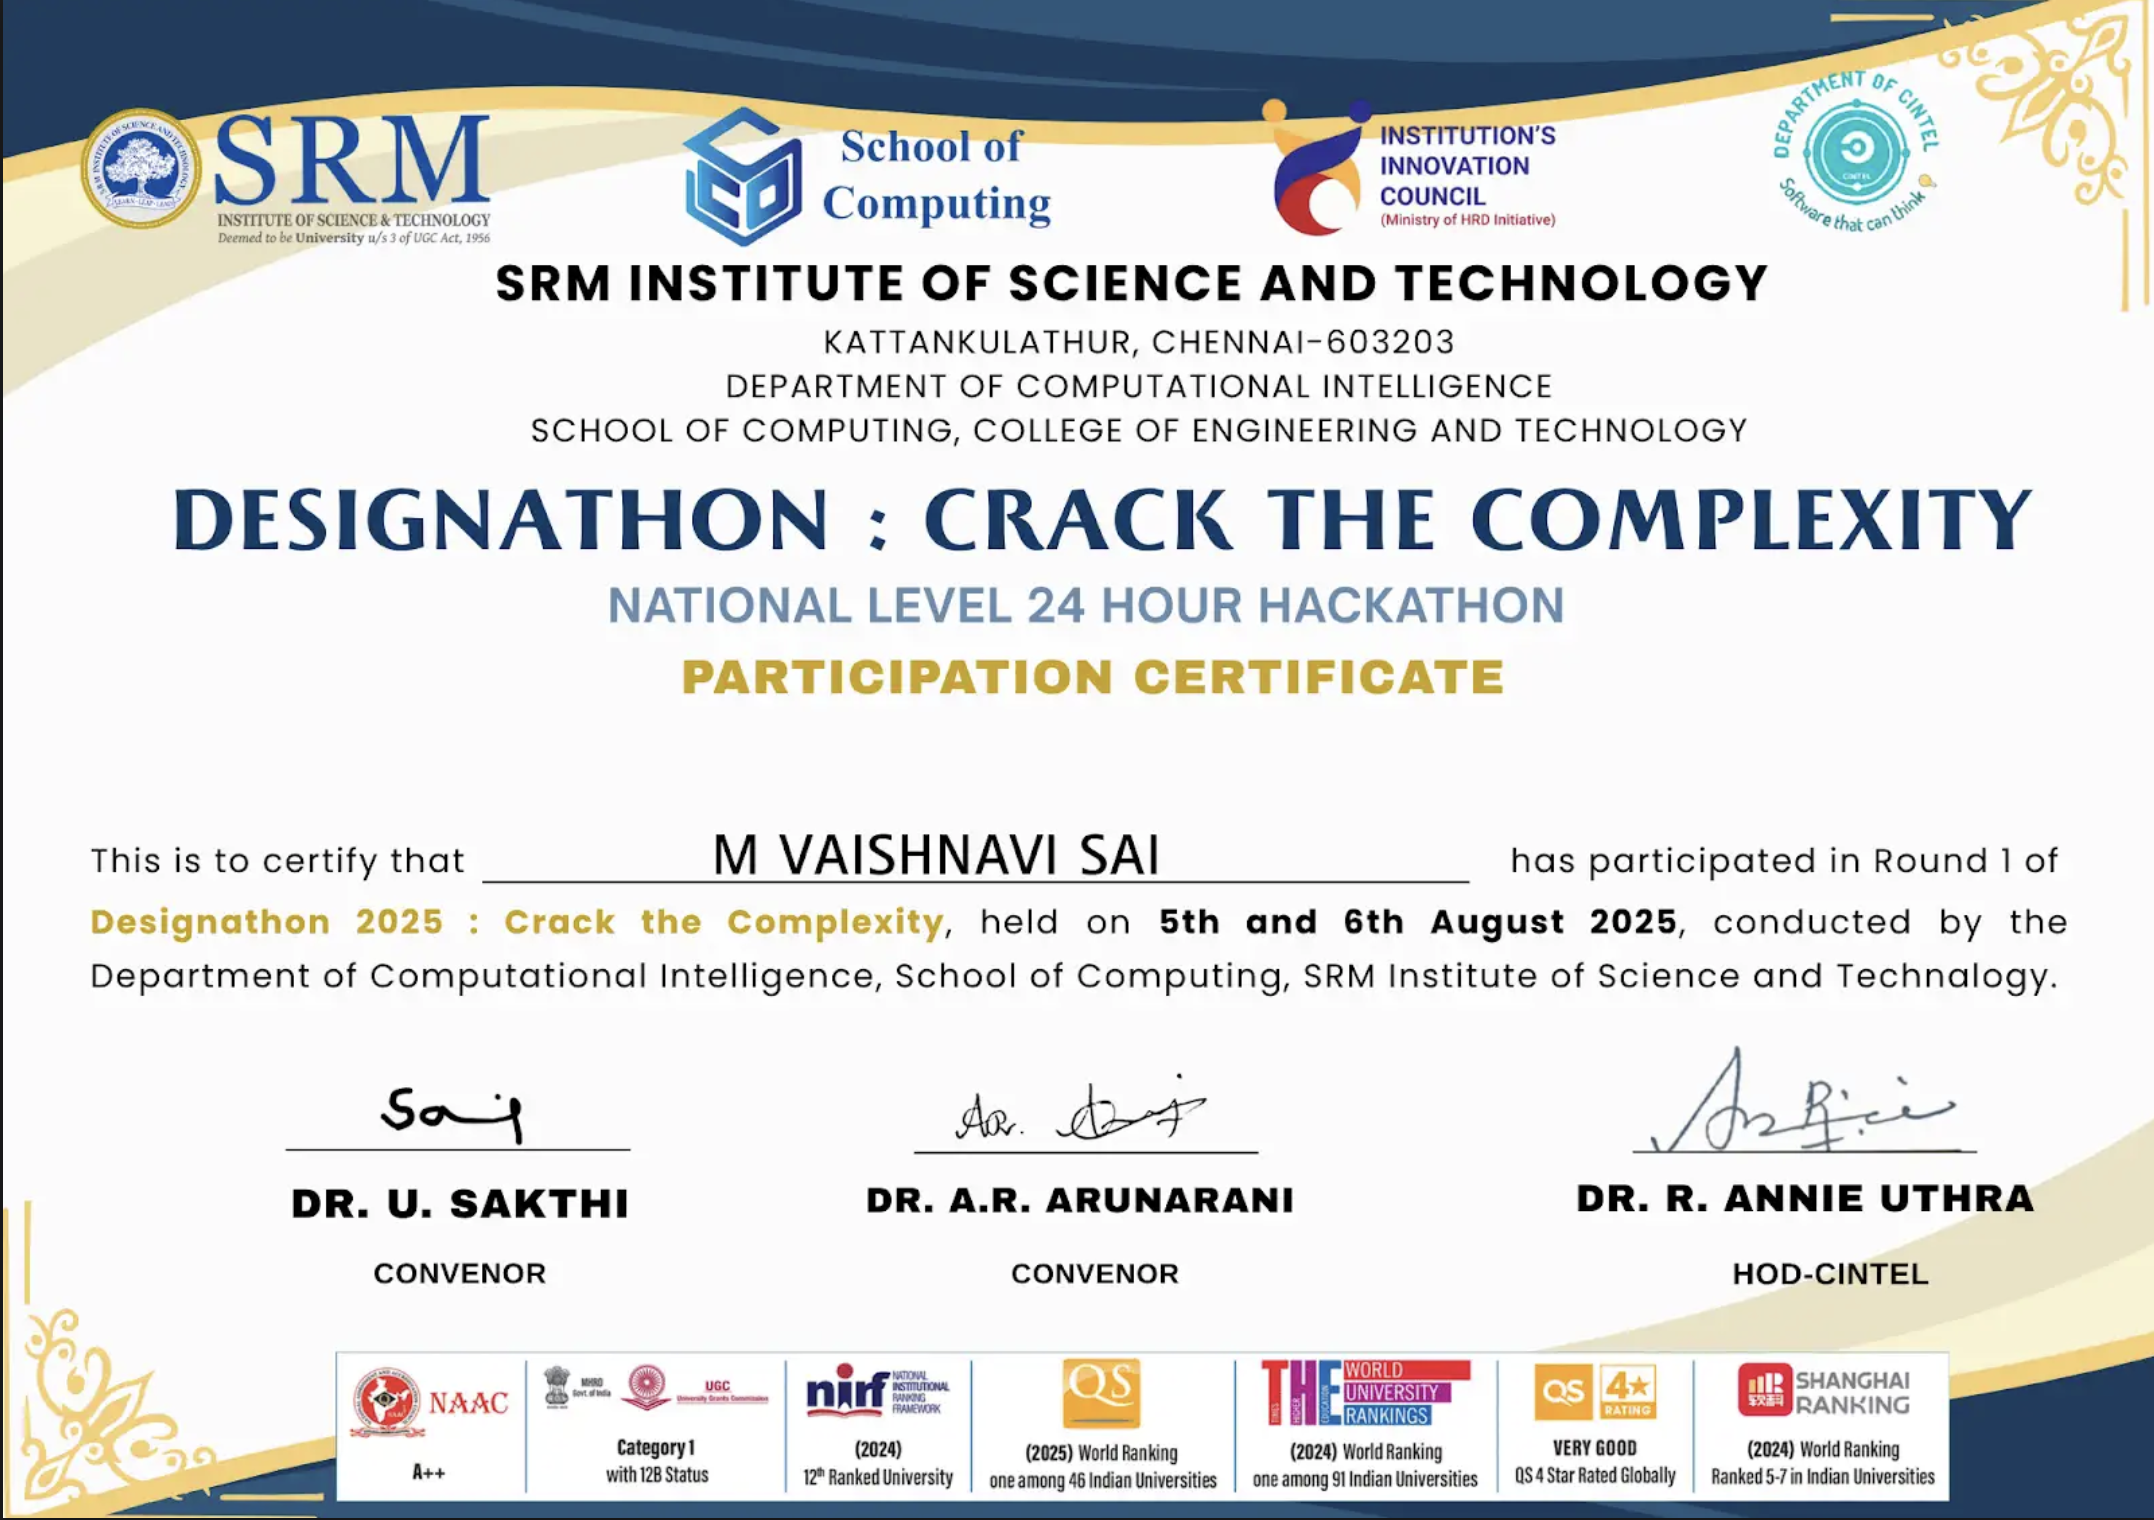 SRM
INSTITUTE OF SCIENCE & TECHNOLOGY
Deemed to be University u/s 3 of UGC Act, 1956
School of
Computing
INSTITUTION'S
INNOVATION
COUNCIL
(Ministry of HRD Initiative)
DEPARTMENT OF CINTEL
CINTEL
Software that can think
SRM INSTITUTE OF SCIENCE AND TECHNOLOGY
KATTANKULATHUR, CHENNAI-603203
DEPARTMENT OF COMPUTATIONAL INTELLIGENCE
SCHOOL OF COMPUTING, COLLEGE OF ENGINEERING AND TECHNOLOGY
DESIGNATHON : CRACK THE COMPLEXITY
NATIONAL LEVEL 24 HOUR HACKATHON
PARTICIPATION CERTIFICATE
This is to certify that M VAISHNAVI SAI has participated in Round 1 of
Designathon 2025 : Crack the Complexity, held on 5th and 6th August 2025, conducted by the
Department of Computational Intelligence, School of Computing, SRM Institute of Science and Technalogy.
DR. U. SAKTHI
CONVENOR
DR. A.R. ARUNARANI
CONVENOR
DR. R. ANNIE UTHRA
HOD-CINTEL
NAAC
A++
MHRD
Govt. of India
UGC
University Grants Commission
Category 1
with 12B Status
nirf
NATIONAL
INSTITUTIONAL
RANKING
FRAMEWORK
(2024)
12th Ranked University
QS
(2025) World Ranking
one among 46 Indian Universities
THE
TIMES
HIGHER
EDUCATION
WORLD
UNIVERSITY
RANKINGS
(2024) World Ranking
one among 91 Indian Universities
QS
4★
RATING
VERY GOOD
QS 4 Star Rated Globally
软科
SHANGHAI
RANKING
(2024) World Ranking
Ranked 5-7 in Indian Universities